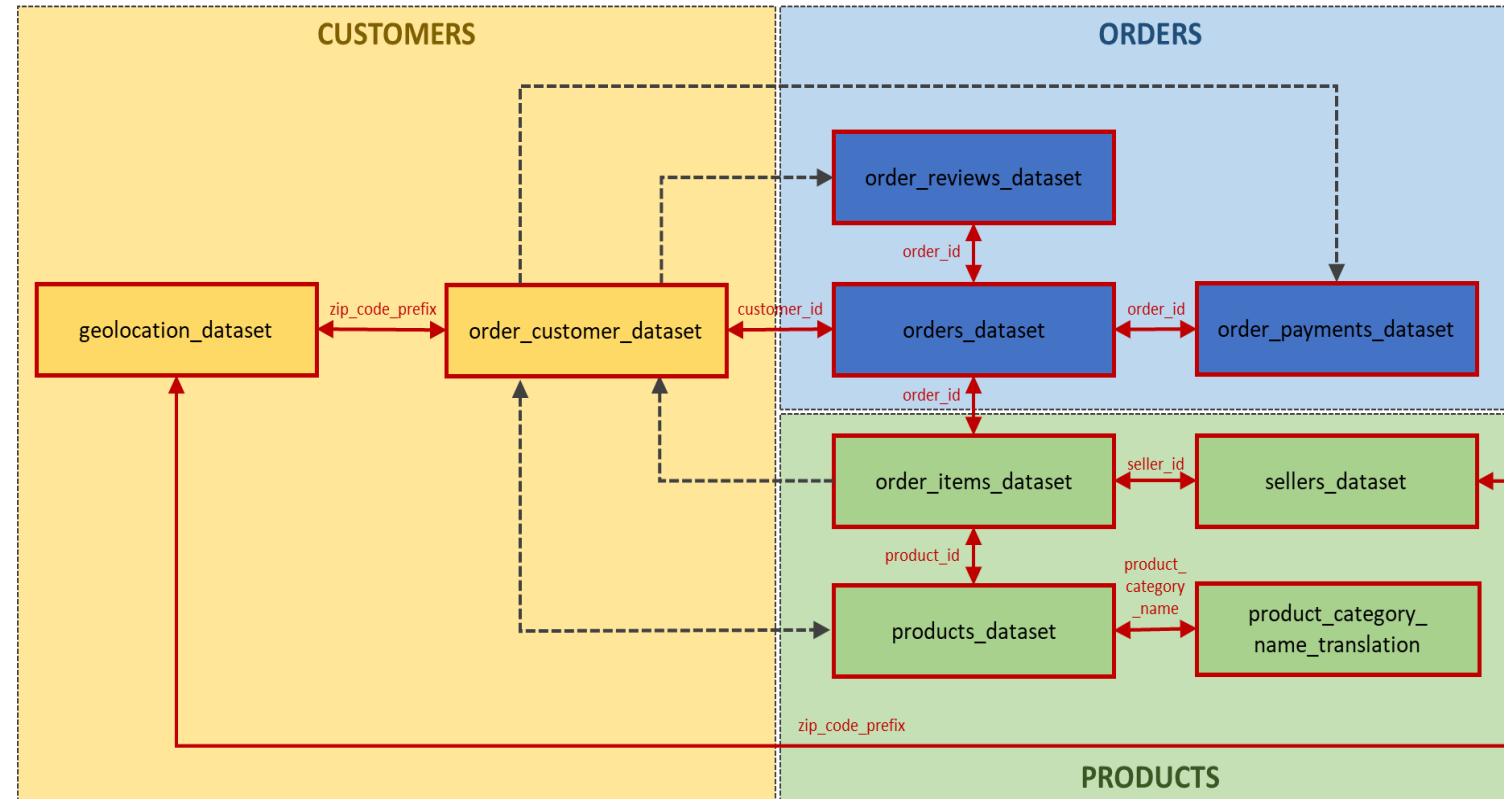 CUSTOMERS
ORDERS
order_reviews_dataset
order_id
geolocation_dataset
zip_code_prefix
order_customer_dataset
customer_id
orders_dataset
order_id
order_payments_dataset
order_id
order_items_dataset
seller_id
sellers_dataset
product_id
products_dataset
product_
category
_name
product_category_
name_translation
zip_code_prefix
PRODUCTS